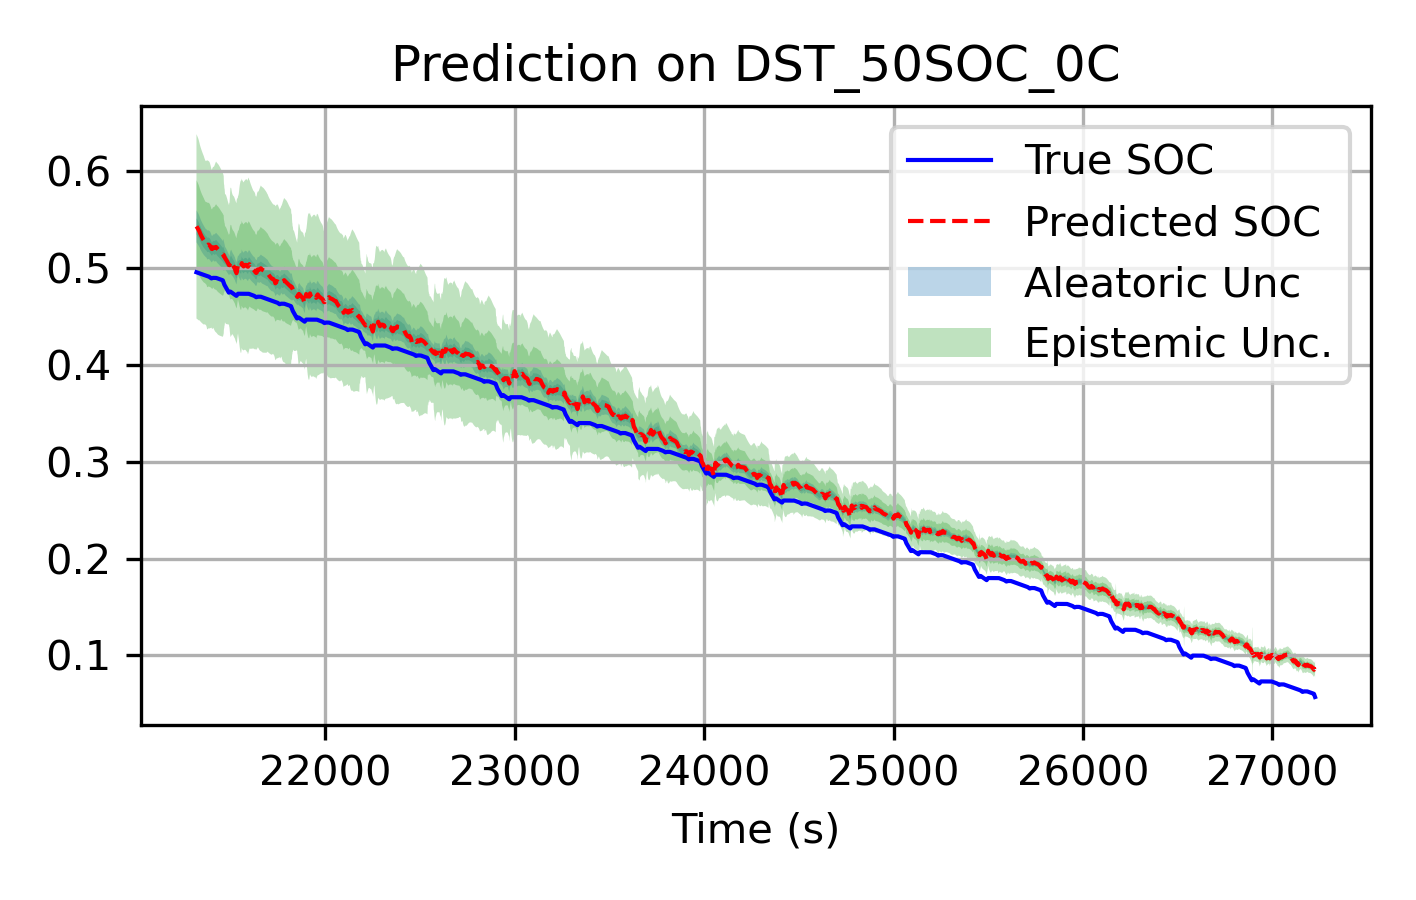 Prediction on DST_50SOC_0C
True SOC
Predicted SOC
Aleatoric Unc
Epistemic Unc.
0.6
0.5
0.4
0.3
0.2
0.1
22000 23000 24000 25000 26000 27000
Time (s)